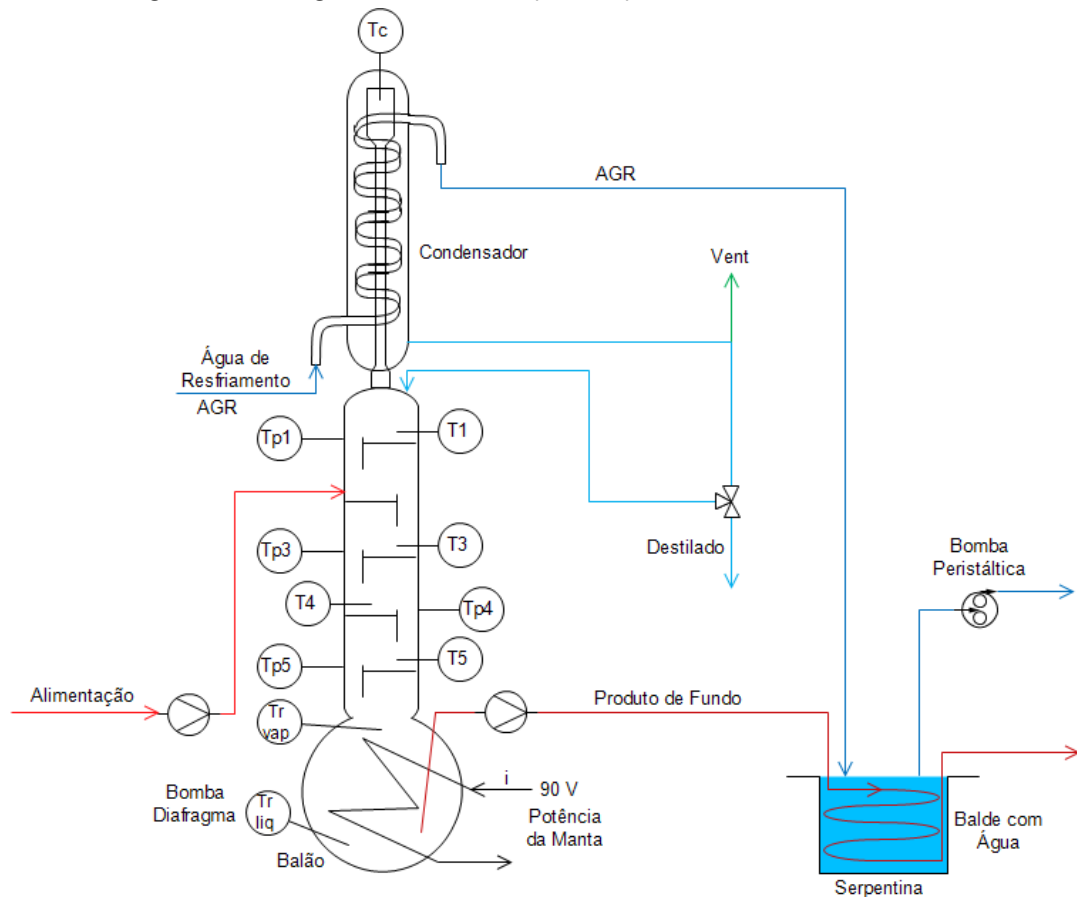 Tc
AGR
Condensador
Vent
Água de
Resfriamento
AGR
Tp1
T1
Tp3
T3
Destilado
Bomba
Peristáltica
T4
Tp4
Tp5
T5
Alimentação
Produto de Fundo
Tr
vap
i
90 V
Potência
da Manta
Bomba
Diafragma
Tr
liq
Balão
Balde com
Água
Serpentina